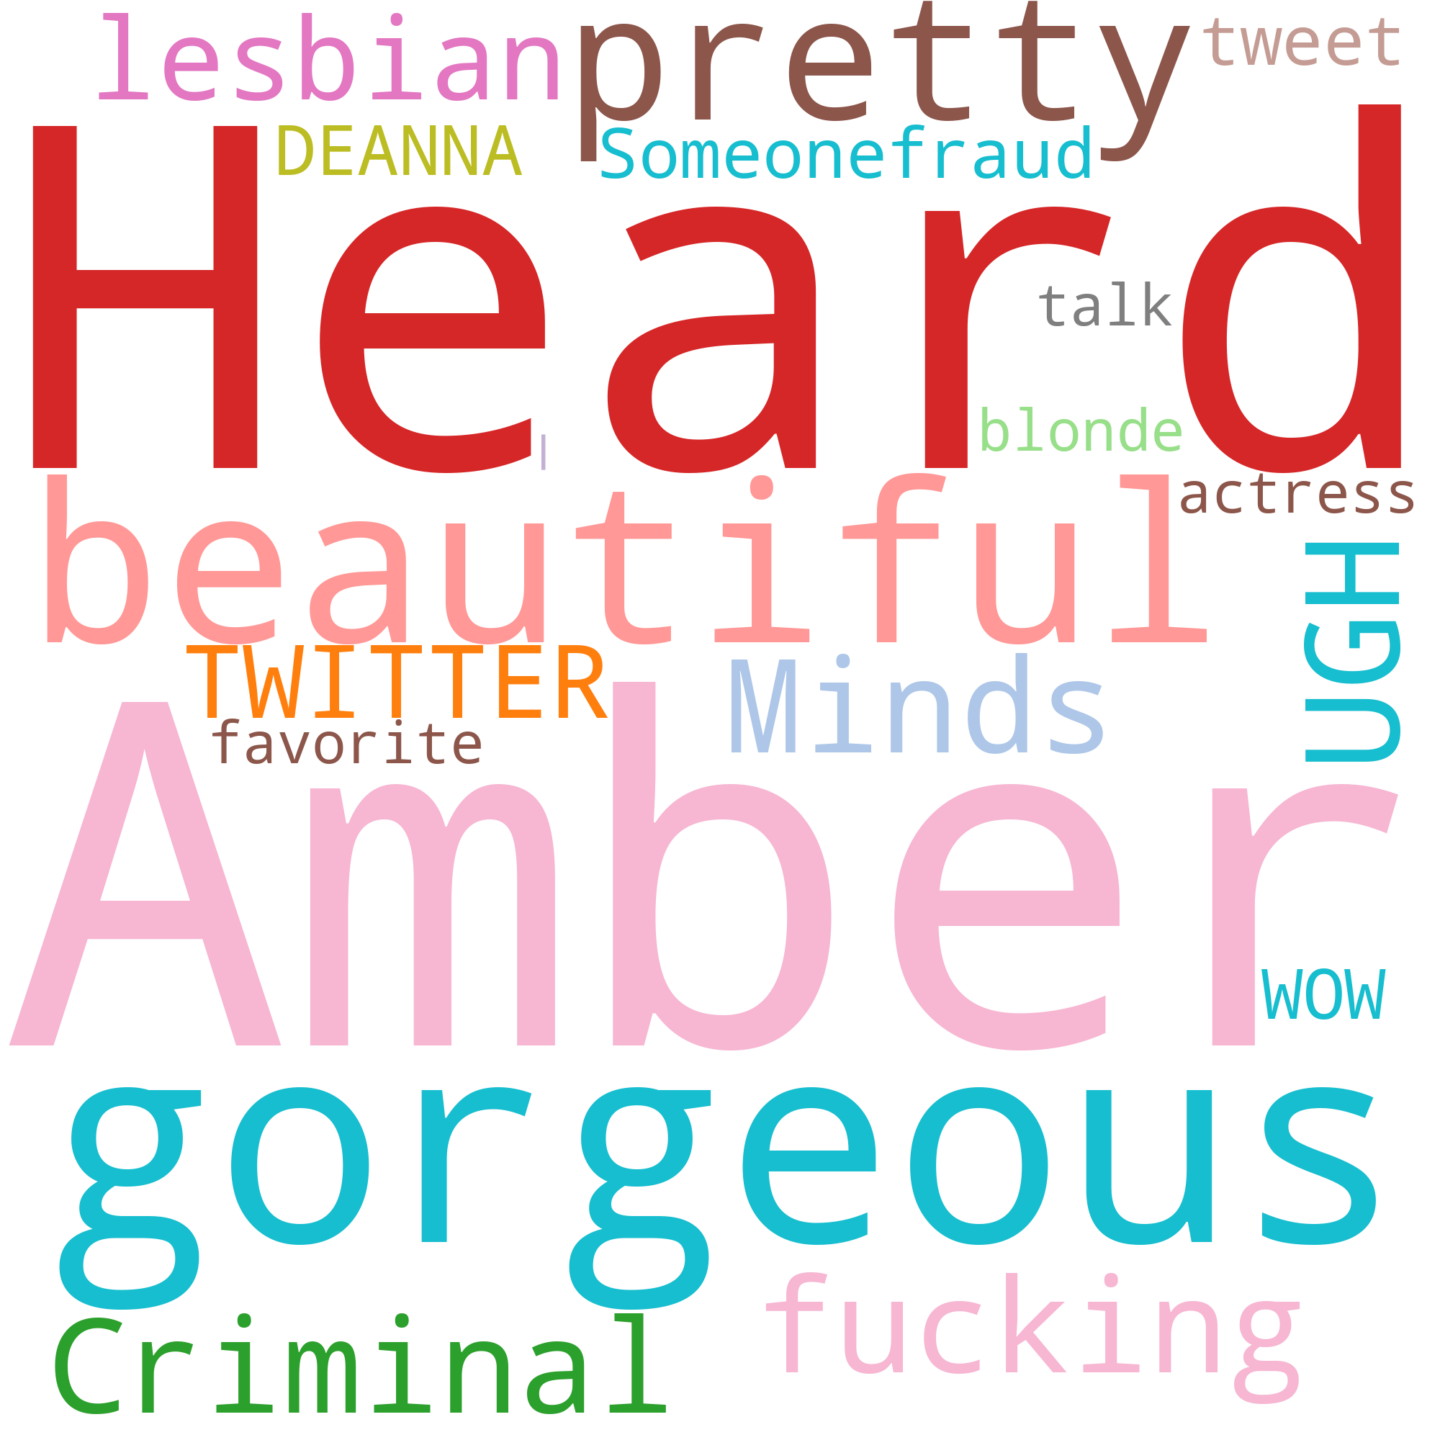 lesbian pretty tweet
DEANNA Someonefraud
Heard
talk
blonde
l
beautiful actress
UGH
TWITTER Minds
favorite
Amber
WOW
gorgeous
fucking
Criminal